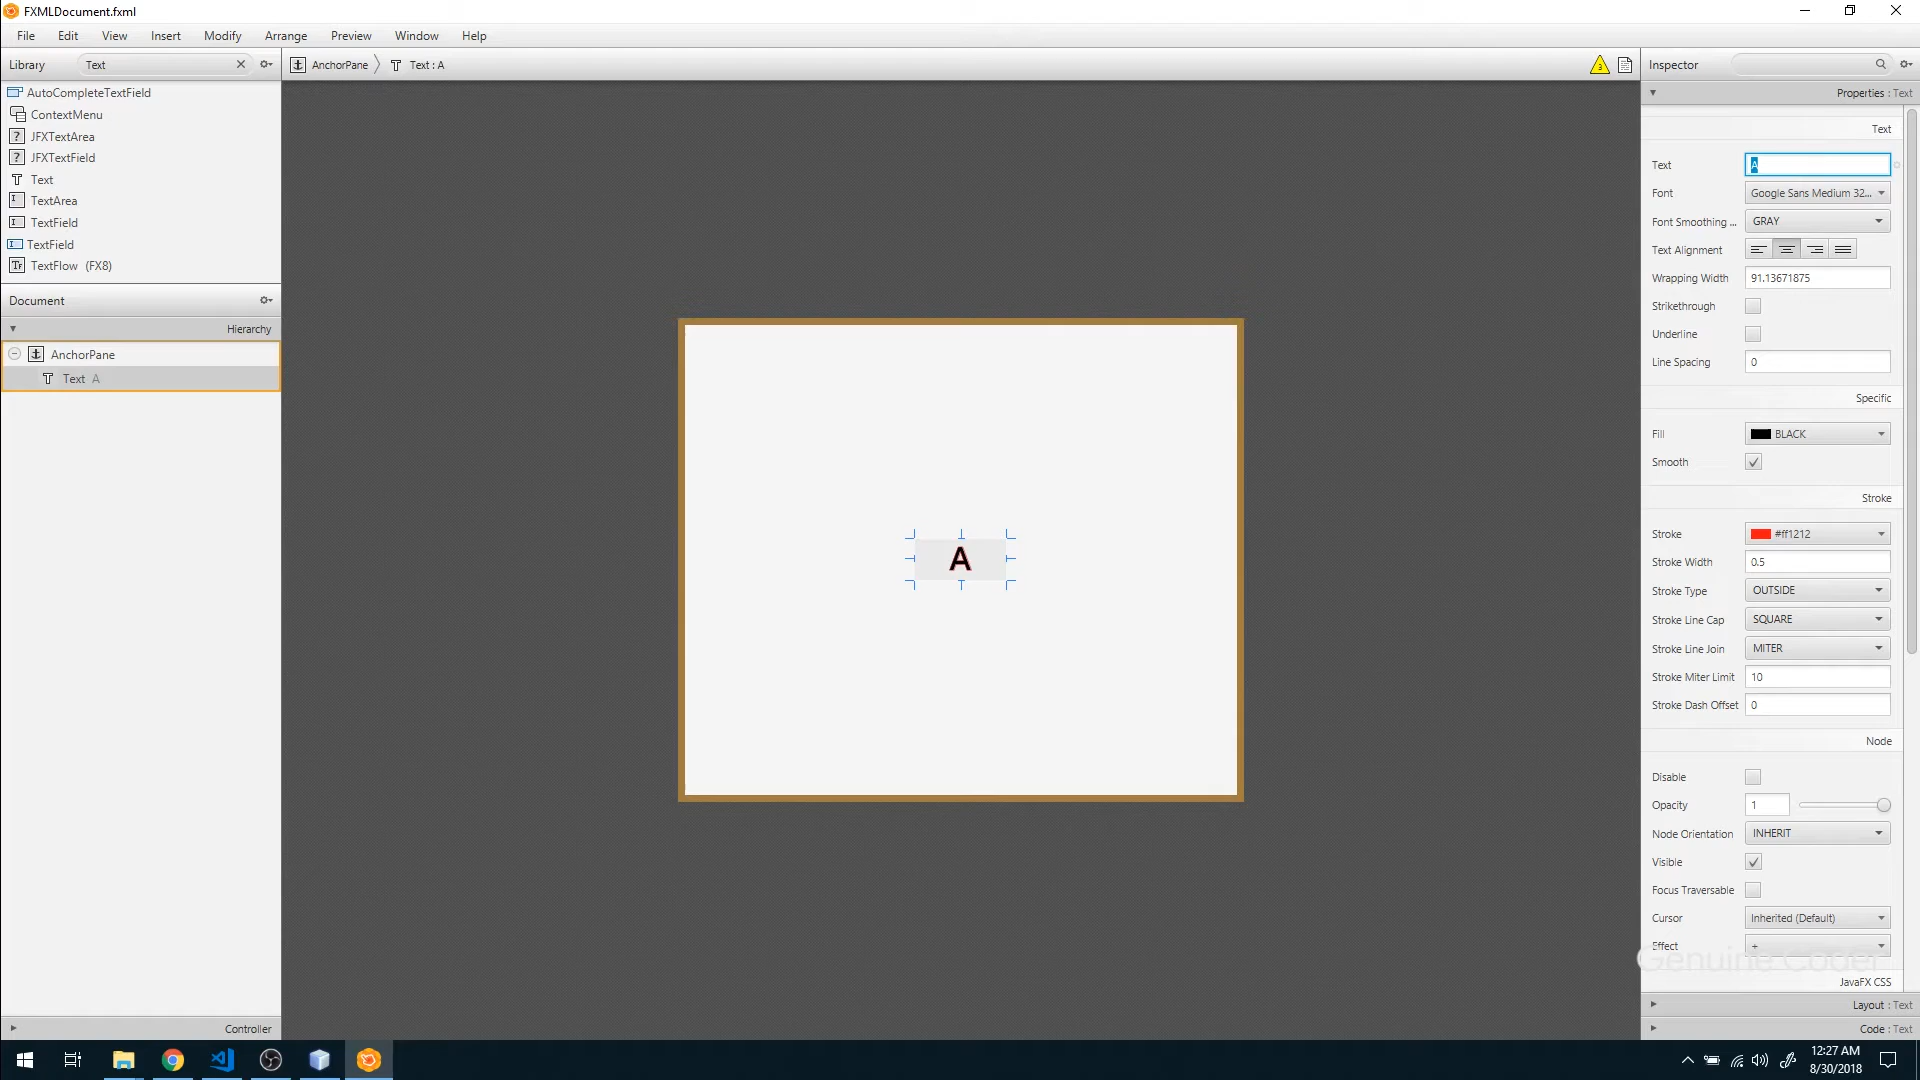 FXMLDocument.fxml
File Edit View Insert Modify Arrange Preview Window Help
Library Text
AnchorPane Text : A
3
Inspector
AutoCompleteTextField
ContextMenu
? JFXTextArea
? JFXTextField
T Text
TextArea
TextField
TextField
TextFlow (FX8)
Document
Hierarchy
AnchorPane
T Text A
Controller
A
Properties : Text
Text
Text A
Font Google Sans Medium 32...
Font Smoothing ... GRAY
Text Alignment
Wrapping Width 91.13671875
Strikethrough
Underline
Line Spacing 0
Specific
Fill BLACK
Smooth
Stroke
Stroke #ff1212
Stroke Width 0.5
Stroke Type OUTSIDE
Stroke Line Cap SQUARE
Stroke Line Join MITER
Stroke Miter Limit 10
Stroke Dash Offset 0
Node
Disable
Opacity 1
Node Orientation INHERIT
Visible
Focus Traversable
Cursor Inherited (Default)
Effect +
Genuine Coder
JavaFX CSS
Layout : Text
Code : Text
12:27 AM
8/30/2018